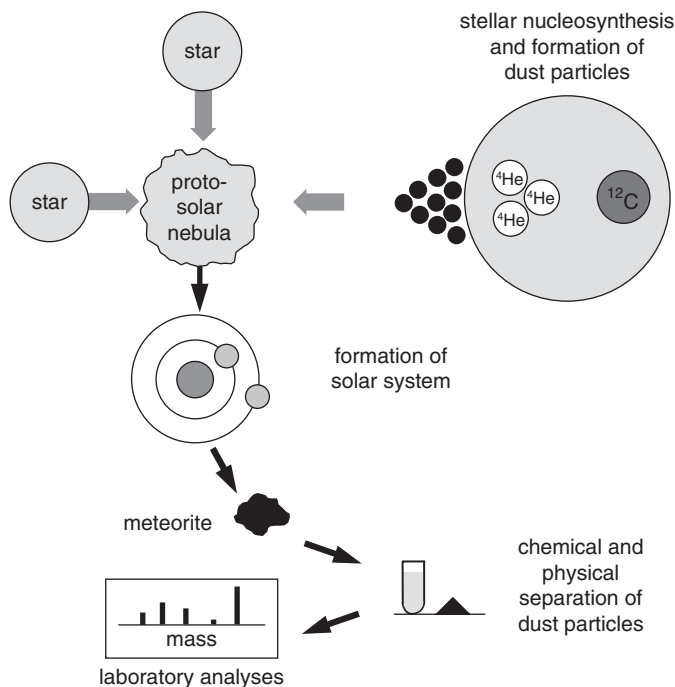 stellar nucleosynthesis
and formation of
dust particles
star
star
proto-
solar
nebula
⁴He
⁴He
⁴He
¹²C
formation of
solar system
meteorite
chemical and
physical
separation of
dust particles
mass
laboratory analyses